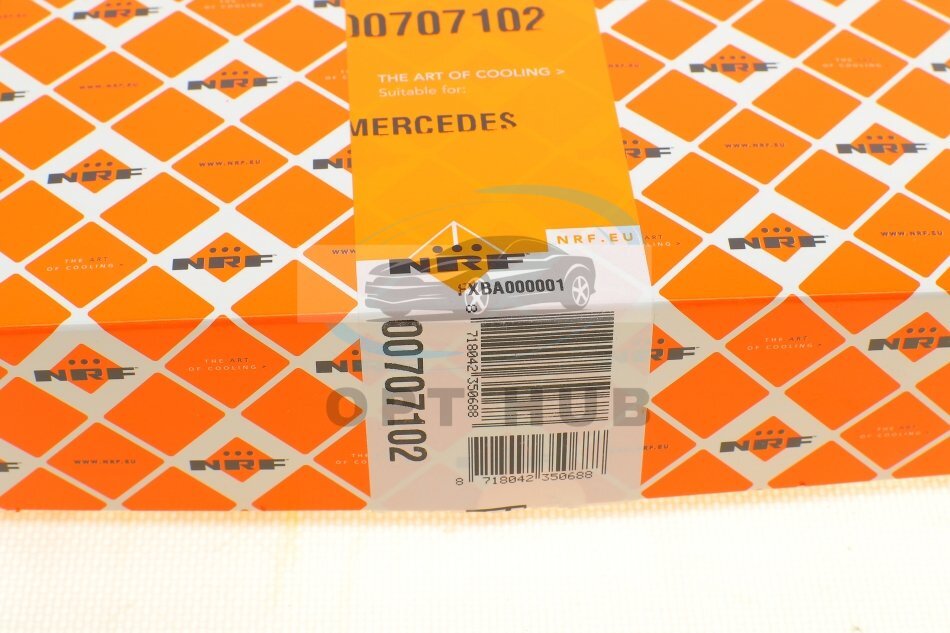 00707102
THE ART OF COOLING >
Suitable for:
MERCEDES
NRF.EU
NRF
FXBA000001
00707102
8 718042 350688
8 718042 350688
OPT HUB
NRF
THE ART
OF COOLING >
WWW.NRF.EU